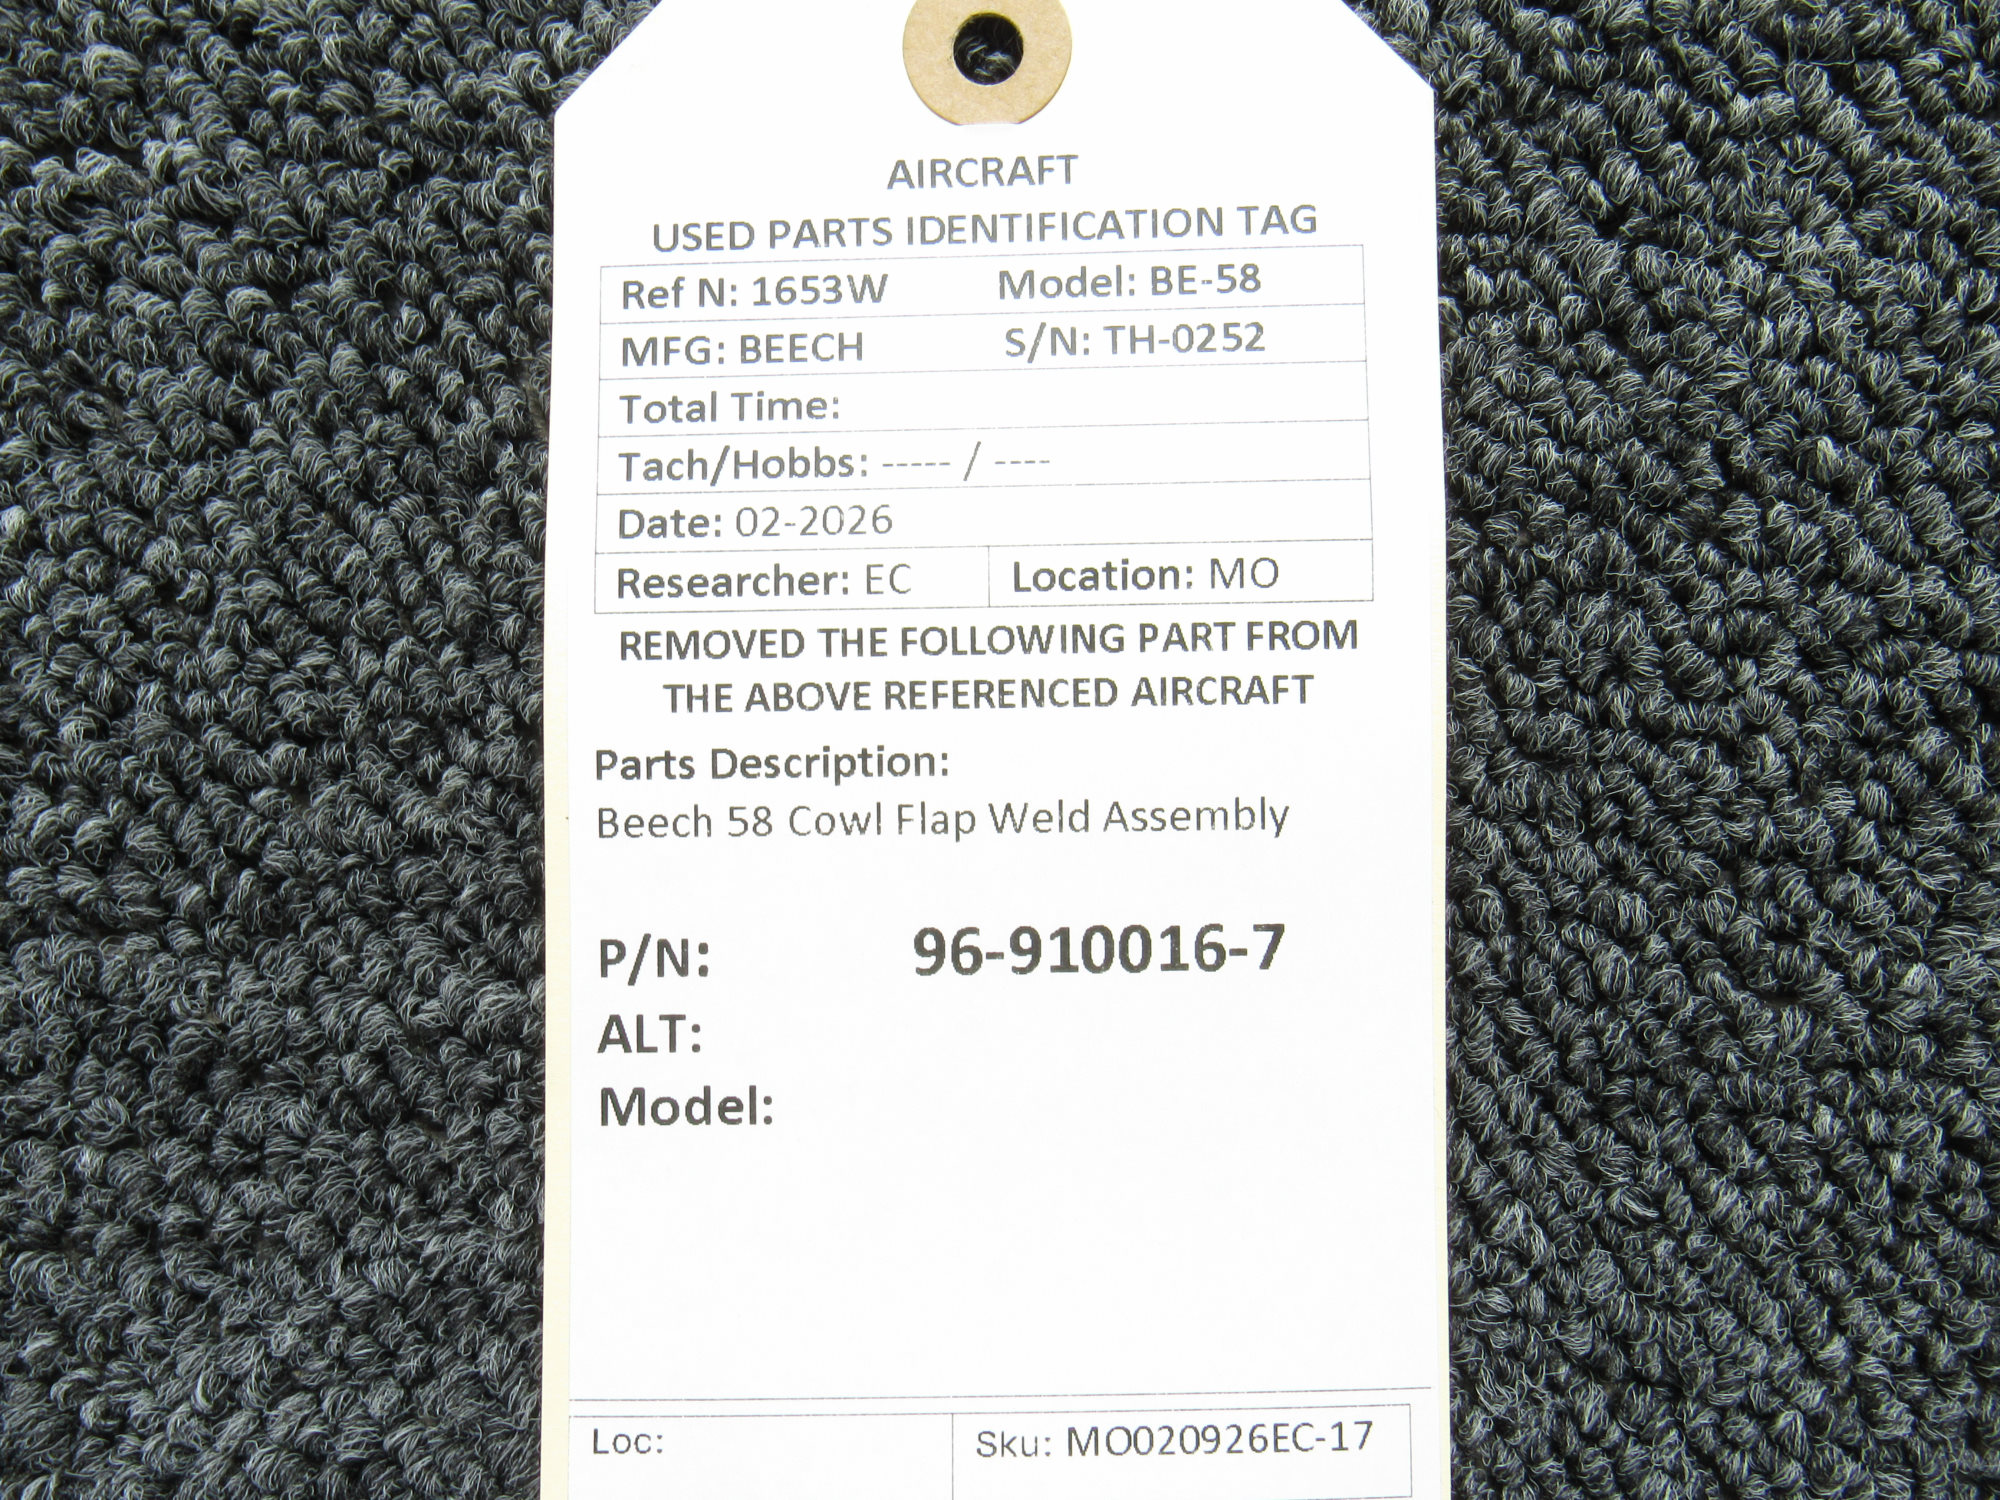 AIRCRAFT
USED PARTS IDENTIFICATION TAG
Ref N: 1653W Model: BE-58
MFG: BEECH S/N: TH-0252
Total Time:
Tach/Hobbs: ----- / ----
Date: 02-2026
Researcher: EC Location: MO
REMOVED THE FOLLOWING PART FROM
THE ABOVE REFERENCED AIRCRAFT
Parts Description:
Beech 58 Cowl Flap Weld Assembly
P/N: 96-910016-7
ALT:
Model:
Loc: Sku: MO020926EC-17